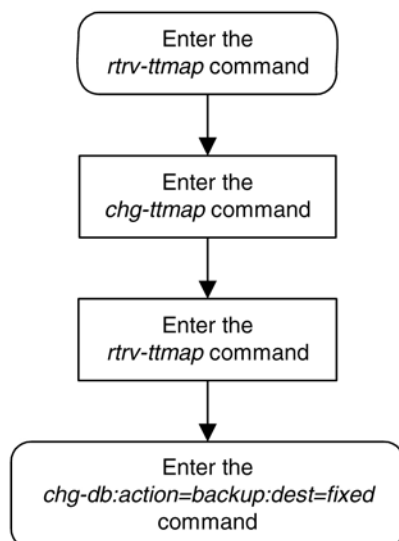 Enter the
rtrv-ttmap command
Enter the
chg-ttmap command
Enter the
rtrv-ttmap command
Enter the
chg-db:action=backup:dest=fixed
command